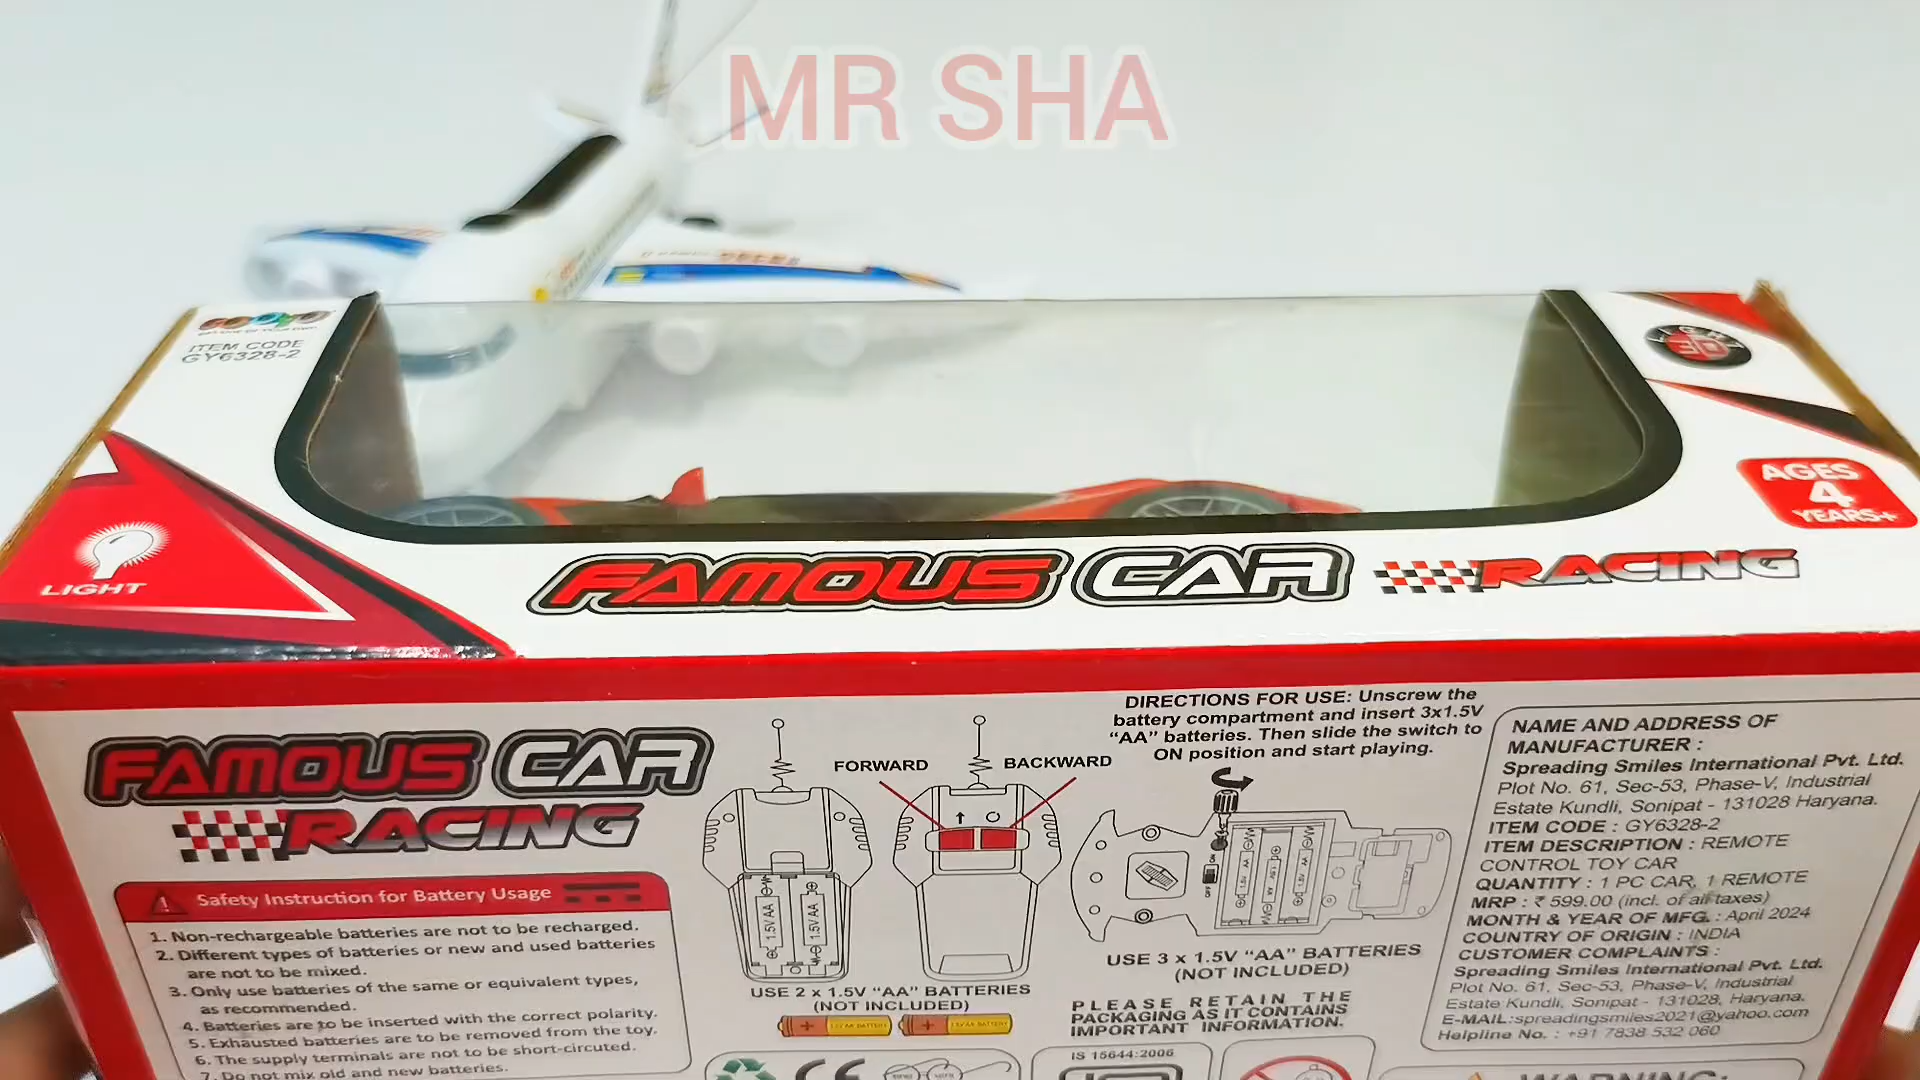 MR SHA
ITEM CODE
GY6328-2
LIGHT
AGES
4
YEARS+
FAMOUS CAR RACING
FAMOUS CAR
RACING
Safety Instruction for Battery Usage
1. Non-rechargeable batteries are not to be recharged.
2. Different types of batteries or new and used batteries
are not to be mixed.
3. Only use batteries of the same or equivalent types,
as recommended.
4. Batteries are to be inserted with the correct polarity.
5. Exhausted batteries are to be removed from the toy.
6. The supply terminals are not to be short-circuted.
7. Do not mix old and new batteries.
FORWARD
BACKWARD
1.5V AA
1.5V AA
USE 2 x 1.5V “AA” BATTERIES
(NOT INCLUDED)
DIRECTIONS FOR USE: Unscrew the
battery compartment and insert 3x1.5V
“AA” batteries. Then slide the switch to
ON position and start playing.
ON
OFF
USE 3 x 1.5V “AA” BATTERIES
(NOT INCLUDED)
PLEASE RETAIN THE
PACKAGING AS IT CONTAINS
IMPORTANT INFORMATION.
IS 15644:2006
CE
NAME AND ADDRESS OF
MANUFACTURER :
Spreading Smiles International Pvt. Ltd.
Plot No. 61, Sec-53, Phase-V, Industrial
Estate Kundli, Sonipat - 131028 Haryana.
ITEM CODE : GY6328-2
ITEM DESCRIPTION : REMOTE
CONTROL TOY CAR
QUANTITY : 1 PC CAR, 1 REMOTE
MRP : ₹ 599.00 (incl. of all taxes)
MONTH & YEAR OF MFG. : April 2024
COUNTRY OF ORIGIN : INDIA
CUSTOMER COMPLAINTS :
Spreading Smiles International Pvt. Ltd.
Plot No. 61, Sec-53, Phase-V, Industrial
Estate Kundli, Sonipat - 131028, Haryana.
E-MAIL:spreadingsmiles2021@yahoo.com
Helpline No. : +91 7838 532 060
WARNING: